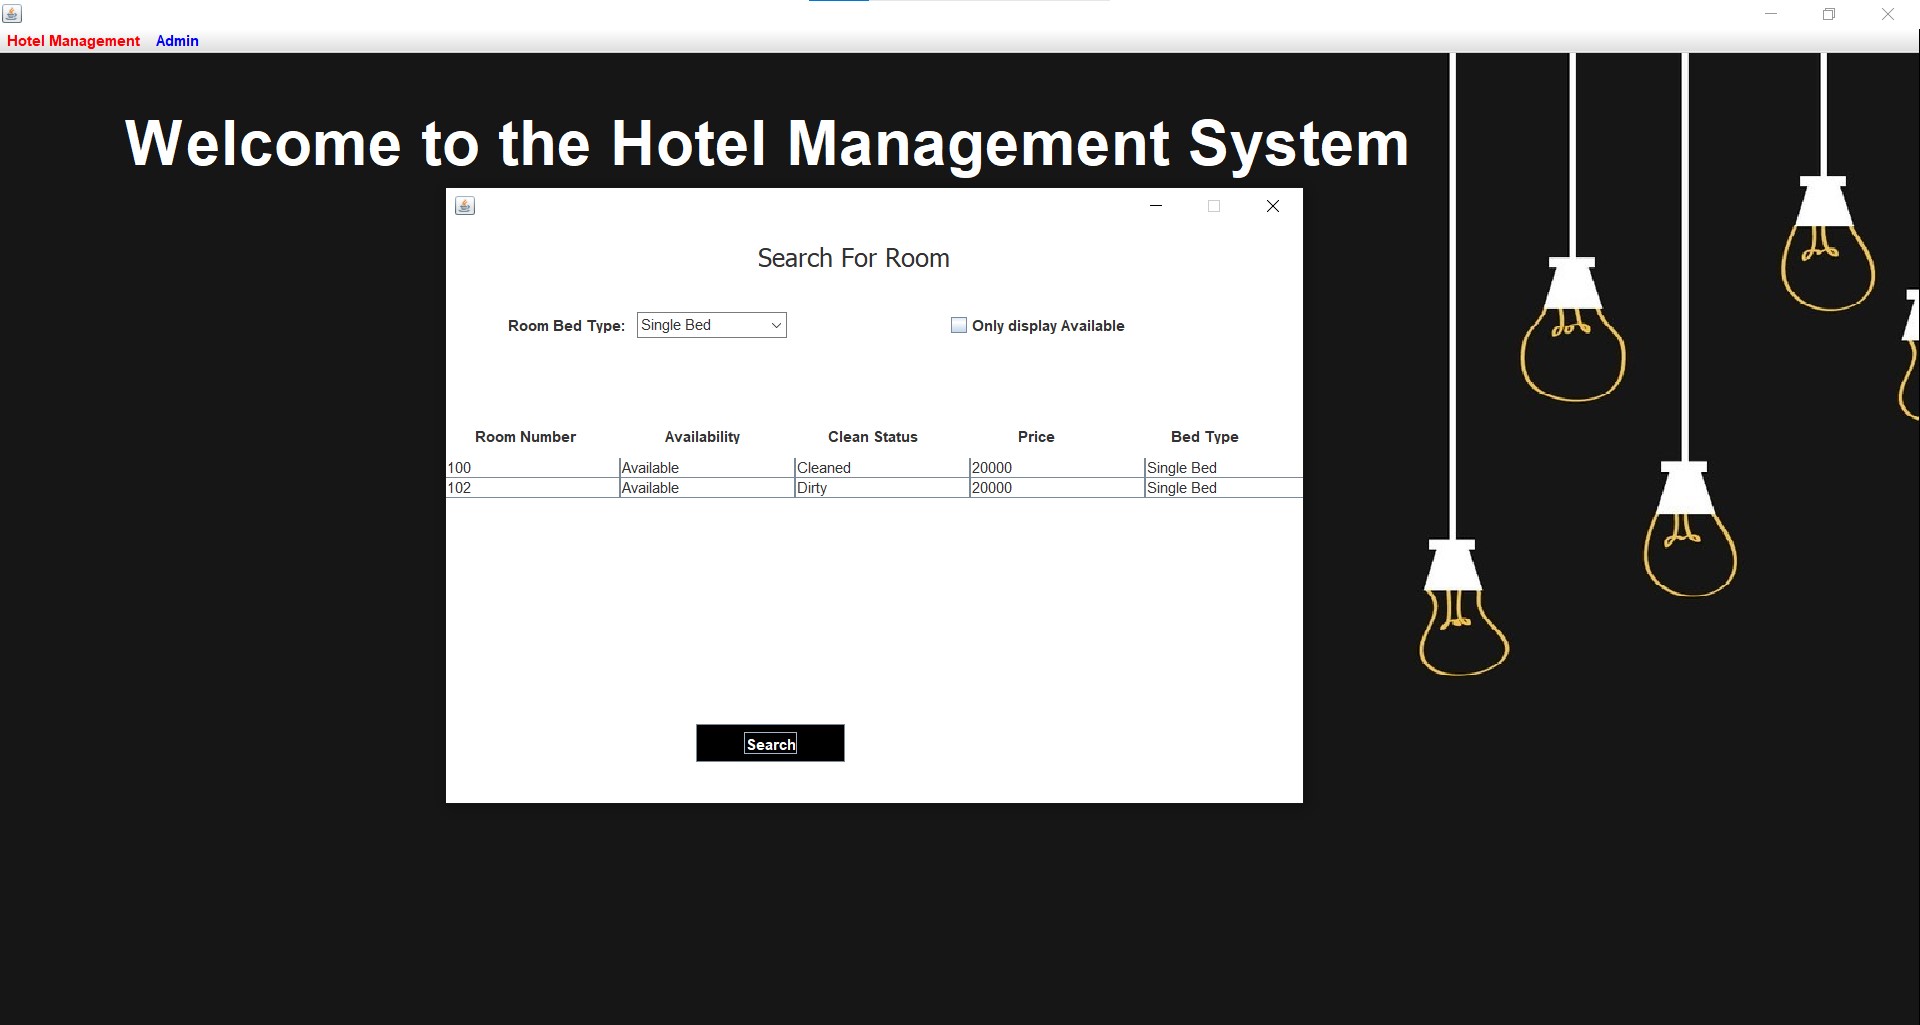 Hotel Management Admin
Welcome to the Hotel Management System
Search For Room
Room Bed Type: Single Bed Only display Available
Room Number Availability Clean Status Price Bed Type
100 Available Cleaned 20000 Single Bed
102 Available Dirty 20000 Single Bed
Search